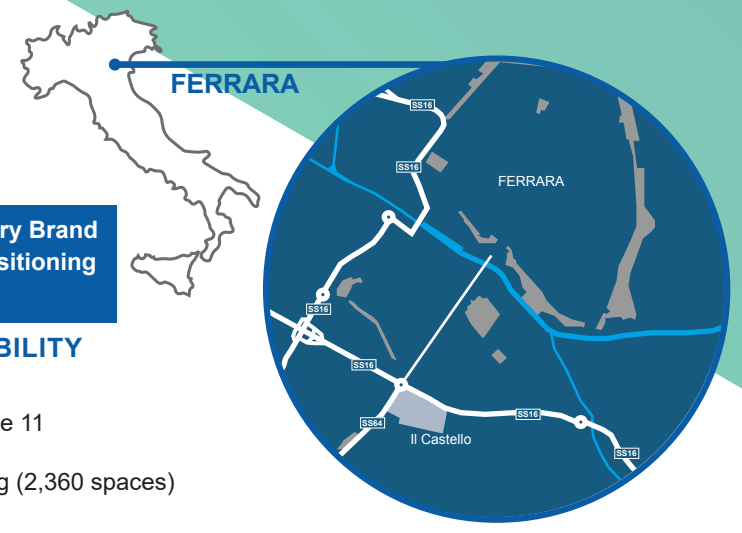 FERRARA
SS16
SS16
FERRARA
ry Brand
sitioning
SS16
BILITY
SS16
e 11
SS64
SS16
Il Castello
SS16
g (2,360 spaces)